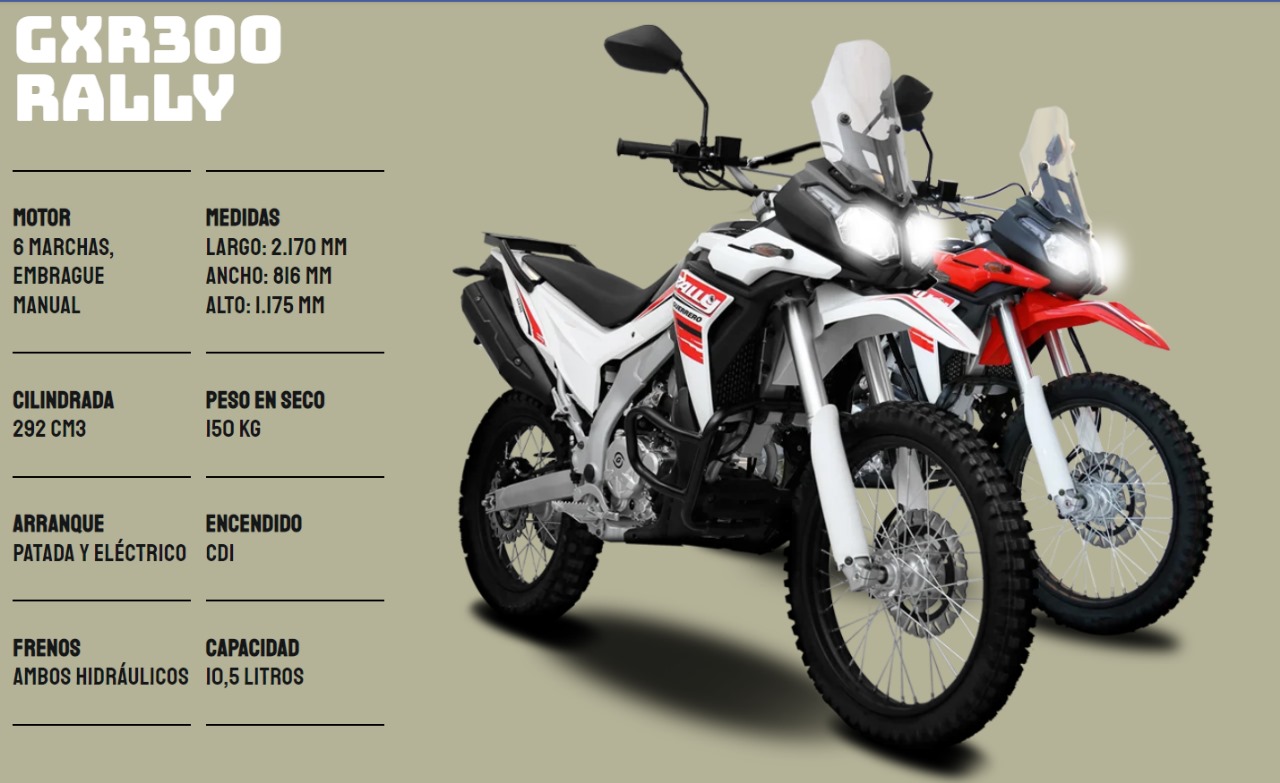 GXR300
RALLY
MOTOR
6 MARCHAS,
EMBRAGUE
MANUAL
MEDIDAS
LARGO: 2.170 MM
ANCHO: 816 MM
ALTO: 1.175 MM
CILINDRADA
292 CM3
PESO EN SECO
150 KG
ARRANQUE
PATADA Y ELÉCTRICO
ENCENDIDO
CDI
FRENOS
AMBOS HIDRÁULICOS
CAPACIDAD
10,5 LITROS
RALLY
GUERRERO